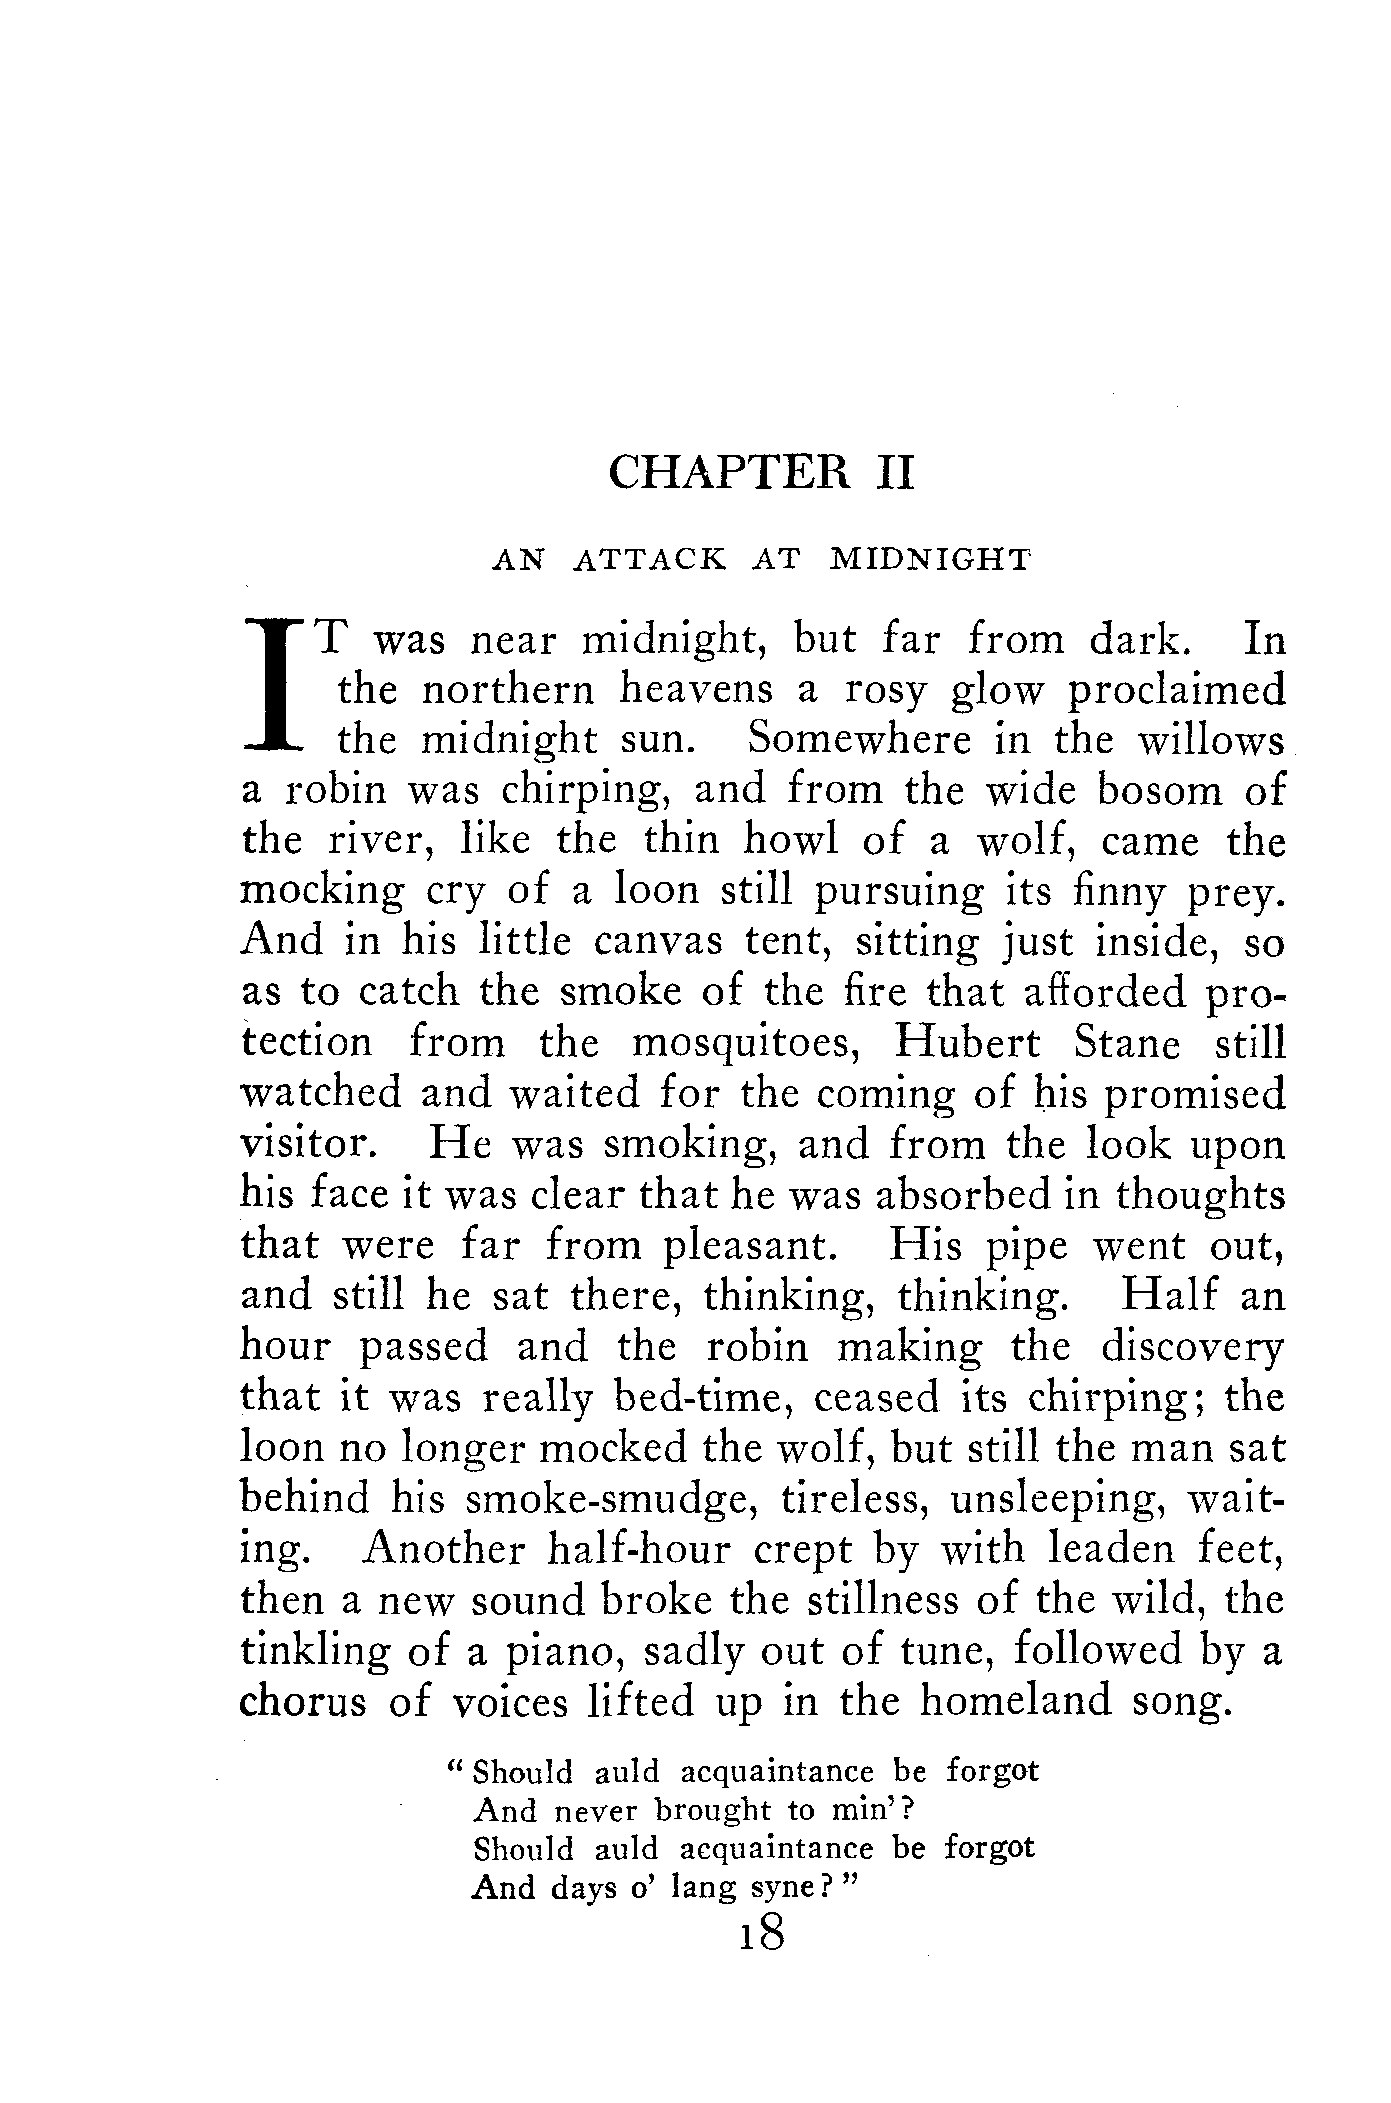 CHAPTER II
AN ATTACK AT MIDNIGHT
IT was near midnight, but far from dark. In
the northern heavens a rosy glow proclaimed
the midnight sun. Somewhere in the willows
a robin was chirping, and from the wide bosom of
the river, like the thin howl of a wolf, came the
mocking cry of a loon still pursuing its finny prey.
And in his little canvas tent, sitting just inside, so
as to catch the smoke of the fire that afforded pro-
tection from the mosquitoes, Hubert Stane still
watched and waited for the coming of his promised
visitor. He was smoking, and from the look upon
his face it was clear that he was absorbed in thoughts
that were far from pleasant. His pipe went out,
and still he sat there, thinking, thinking. Half an
hour passed and the robin making the discovery
that it was really bed-time, ceased its chirping; the
loon no longer mocked the wolf, but still the man sat
behind his smoke-smudge, tireless, unsleeping, wait-
ing. Another half-hour crept by with leaden feet,
then a new sound broke the stillness of the wild, the
tinkling of a piano, sadly out of tune, followed by a
chorus of voices lifted up in the homeland song.
“Should auld acquaintance be forgot
And never brought to min’?
Should auld acquaintance be forgot
And days o’ lang syne?”
18